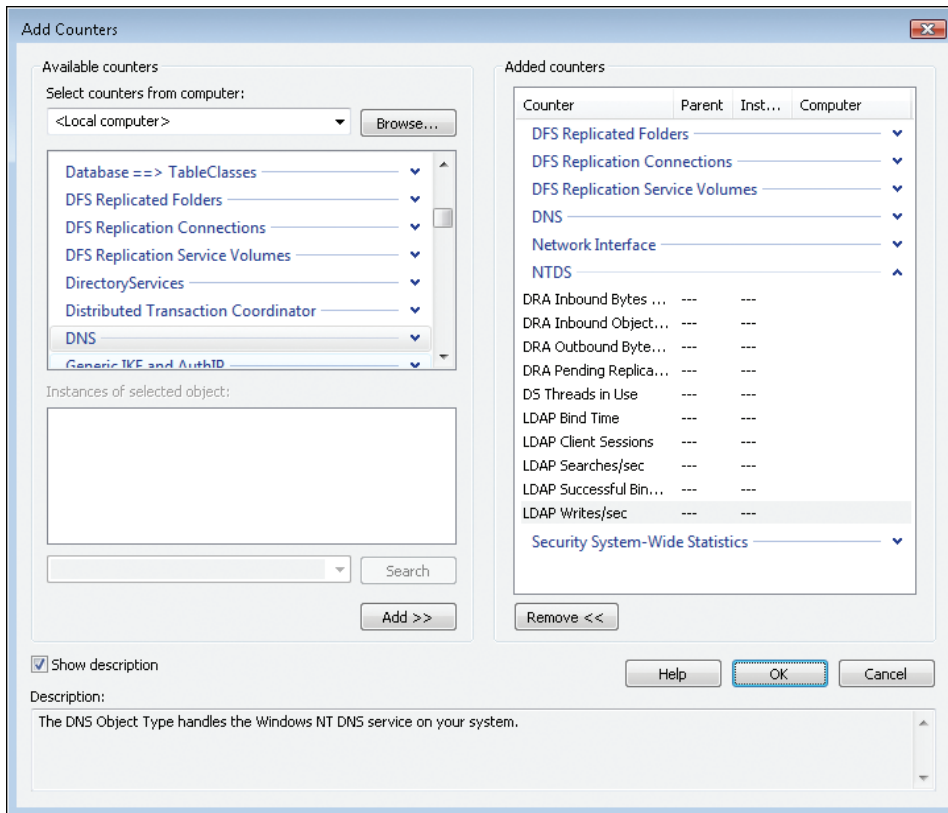 Add Counters
Available counters
Select counters from computer:
<Local computer>
Browse...
Database ==> TableClasses
DFS Replicated Folders
DFS Replication Connections
DFS Replication Service Volumes
DirectoryServices
Distributed Transaction Coordinator
DNS
Generic IKE and AuthIP
Instances of selected object:
Search
Add >>
Added counters
Counter Parent Inst... Computer
DFS Replicated Folders
DFS Replication Connections
DFS Replication Service Volumes
DNS
Network Interface
NTDS
DRA Inbound Bytes ... --- ---
DRA Inbound Object... --- ---
DRA Outbound Byte... --- ---
DRA Pending Replica... --- ---
DS Threads in Use --- ---
LDAP Bind Time --- ---
LDAP Client Sessions --- ---
LDAP Searches/sec --- ---
LDAP Successful Bin... --- ---
LDAP Writes/sec --- ---
Security System-Wide Statistics
Remove <<
Show description
Help
OK
Cancel
Description:
The DNS Object Type handles the Windows NT DNS service on your system.